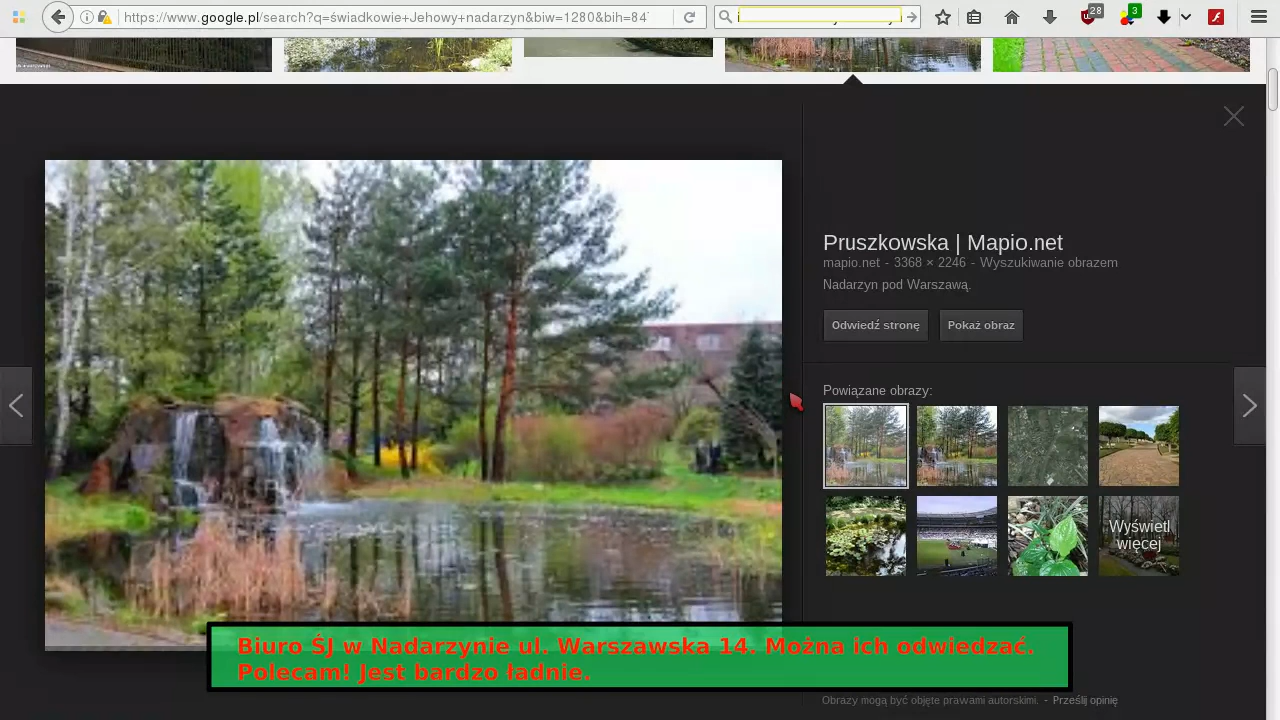 https://www.google.pl/search?q=świadkowie+Jehowy+nadarzyn&biw=1280&bih=84
28
3
Pruszkowska | Mapio.net
mapio.net - 3368 × 2246 - Wyszukiwanie obrazem
Nadarzyn pod Warszawą.
Odwiedź stronę
Pokaż obraz
Powiązane obrazy:
Wyświetl
więcej
Biuro ŚJ w Nadarzynie ul. Warszawska 14. Można ich odwiedzać.
Polecam! Jest bardzo ładnie.
Obrazy mogą być objęte prawami autorskimi. - Prześlij opinię